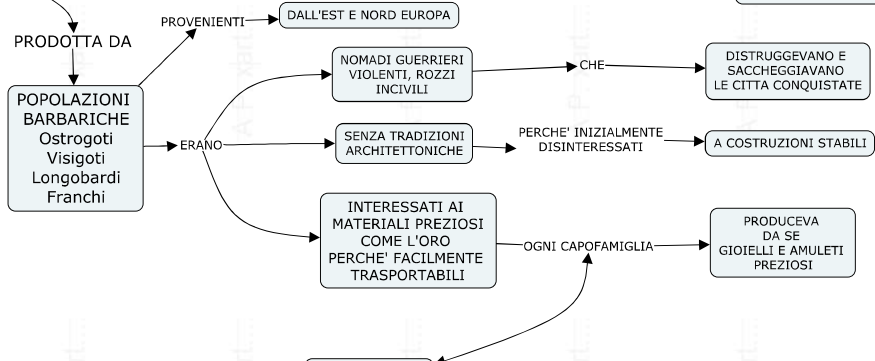 PRODOTTA DA
POPOLAZIONI
BARBARICHE
Ostrogoti
Visigoti
Longobardi
Franchi
PROVENIENTI
DALL'EST E NORD EUROPA
ERANO
NOMADI GUERRIERI
VIOLENTI, ROZZI
INCIVILI
CHE
DISTRUGGEVANO E
SACCHEGGIAVANO
LE CITTA CONQUISTATE
SENZA TRADIZIONI
ARCHITETTONICHE
PERCHE' INIZIALMENTE
DISINTERESSATI
A COSTRUZIONI STABILI
INTERESSATI AI
MATERIALI PREZIOSI
COME L'ORO
PERCHE' FACILMENTE
TRASPORTABILI
OGNI CAPOFAMIGLIA
PRODUCEVA
DA SE
GIOIELLI E AMULETI
PREZIOSI